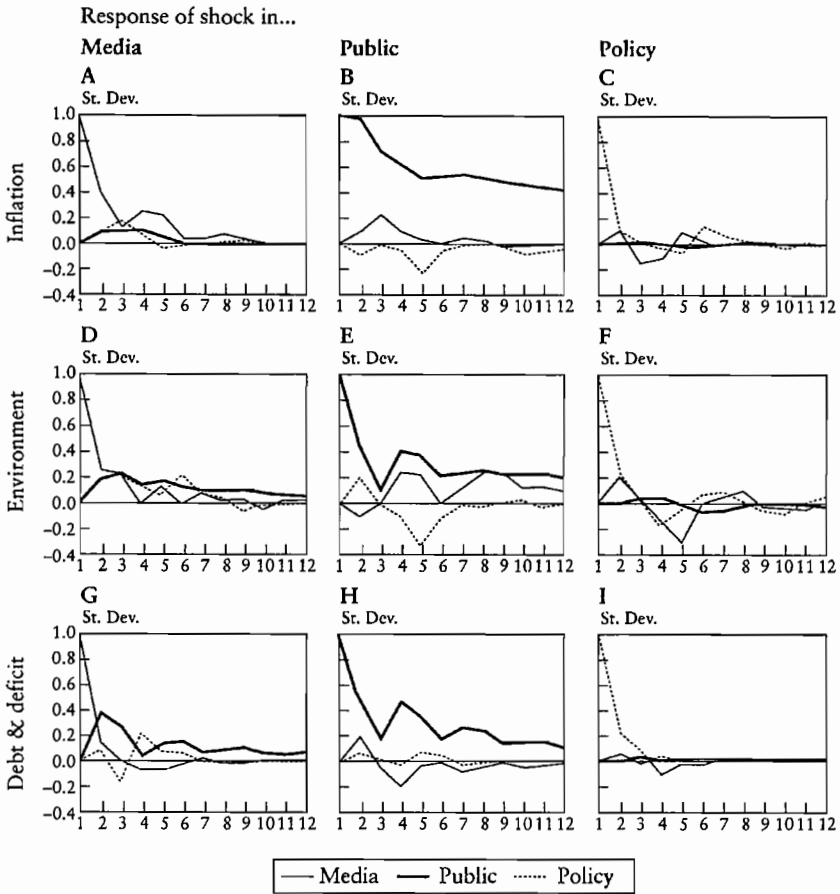 Response of shock in...
Media Public Policy
A B C
St. Dev. St. Dev. St. Dev.
Inflation
1.0
0.8
0.6
0.4
0.2
0.0
−0.2
−0.4
1 2 3 4 5 6 7 8 9 10 11 12 1 2 3 4 5 6 7 8 9 10 11 12 1 2 3 4 5 6 7 8 9 10 11 12
D E F
St. Dev. St. Dev. St. Dev.
Environment
1.0
0.8
0.6
0.4
0.2
0.0
−0.2
−0.4
1 2 3 4 5 6 7 8 9 10 11 12 1 2 3 4 5 6 7 8 9 10 11 12 1 2 3 4 5 6 7 8 9 10 11 12
G H I
St. Dev. St. Dev. St. Dev.
Debt & deficit
1.0
0.8
0.6
0.4
0.2
0.0
−0.2
−0.4
1 2 3 4 5 6 7 8 9 10 11 12 1 2 3 4 5 6 7 8 9 10 11 12 1 2 3 4 5 6 7 8 9 10 11 12
Media Public Policy